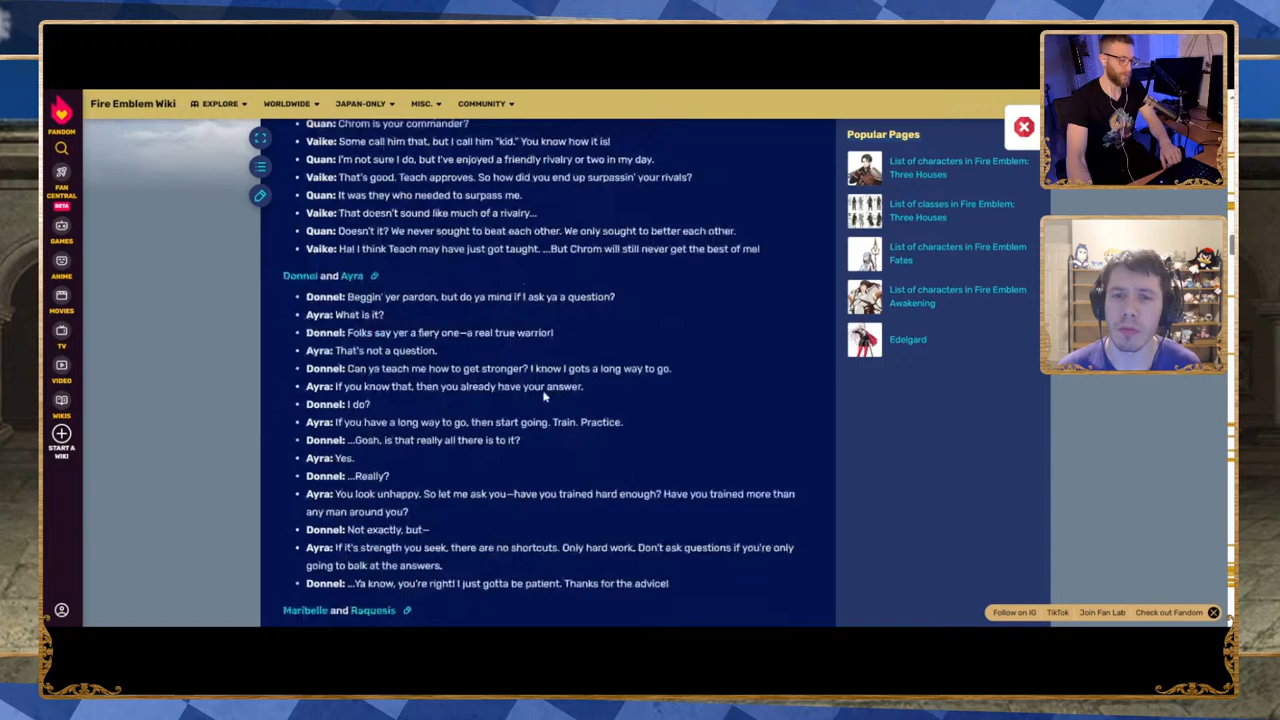 Fire Emblem Wiki
EXPLORE
WORLDWIDE
JAPAN-ONLY
MISC.
COMMUNITY
FANDOM
FAN CENTRAL
BETA
GAMES
ANIME
MOVIES
TV
VIDEO
WIKIS
START A WIKI
Quan: Chrom is your commander?
Vaike: Some call him that, but I call him "kid." You know how it is!
Quan: I'm not sure I do, but I've enjoyed a friendly rivalry or two in my day.
Vaike: That's good. Teach approves. So how did you end up surpassin' your rivals?
Quan: It was they who needed to surpass me.
Vaike: That doesn't sound like much of a rivalry...
Quan: Doesn't it? We never sought to beat each other. We only sought to better each other.
Vaike: Ha! I think Teach may have just got taught. ...But Chrom will still never get the best of me!
Donnel and Ayra
Donnel: Beggin' yer pardon, but do ya mind if I ask ya a question?
Ayra: What is it?
Donnel: Folks say yer a fiery one—a real true warrior!
Ayra: That's not a question.
Donnel: Can ya teach me how to get stronger? I know I gots a long way to go.
Ayra: If you know that, then you already have your answer.
Donnel: I do?
Ayra: If you have a long way to go, then start going. Train. Practice.
Donnel: ...Gosh, is that really all there is to it?
Ayra: Yes.
Donnel: ...Really?
Ayra: You look unhappy. So let me ask you—have you trained hard enough? Have you trained more than
any man around you?
Donnel: Not exactly, but—
Ayra: If it's strength you seek, there are no shortcuts. Only hard work. Don't ask questions if you're only
going to balk at the answers.
Donnel: ...Ya know, you're right! I just gotta be patient. Thanks for the advice!
Maribelle and Raquesis
Popular Pages
List of characters in Fire Emblem:
Three Houses
List of classes in Fire Emblem:
Three Houses
List of characters in Fire Emblem
Fates
List of characters in Fire Emblem
Awakening
Edelgard
Follow on IG
TikTok
Join Fan Lab
Check out Fandom